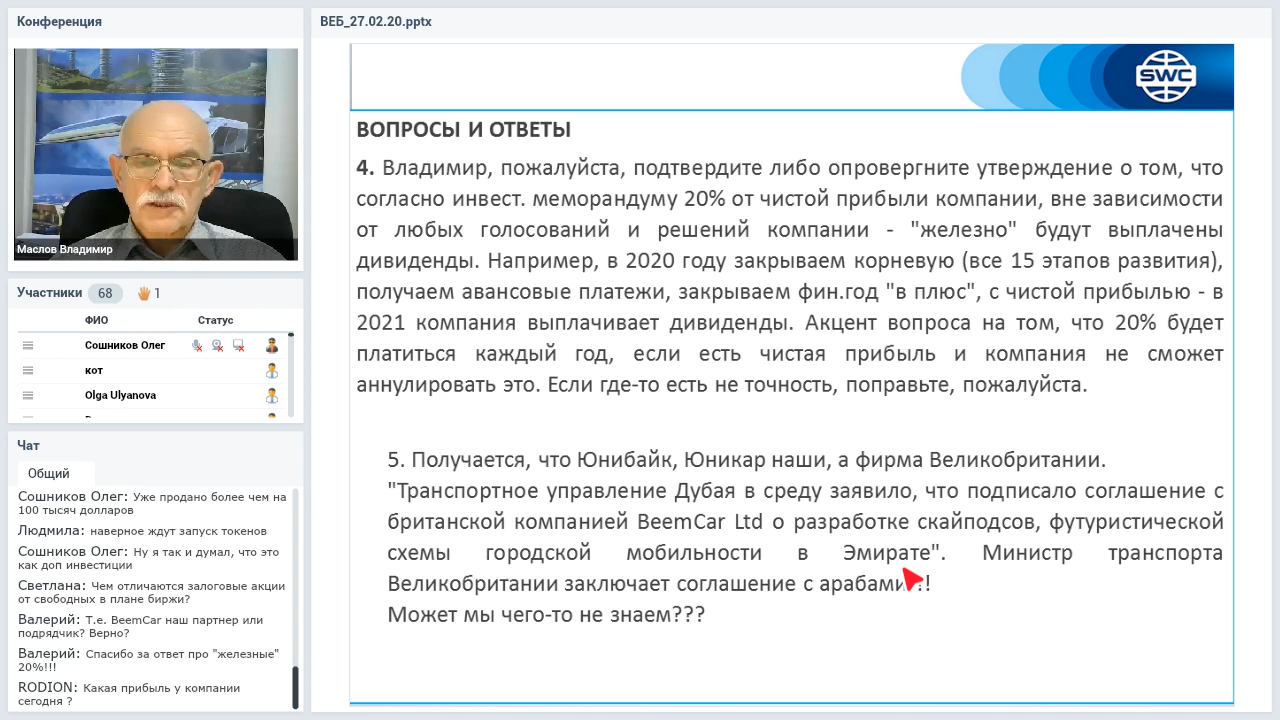 Конференция
Маслов Владимир
Участники 68 1
ФИО Статус
Сошников Олег
кот
Olga Ulyanova
Чат
Общий
Сошников Олег: Уже продано более чем на
100 тысяч долларов
Людмила: наверное ждут запуск токенов
Сошников Олег: Ну я так и думал, что это
как доп инвестиции
Светлана: Чем отличаются залоговые акции
от свободных в плане биржи?
Валерий: Т.е. BeemCar наш партнер или
подрядчик? Верно?
Валерий: Спасибо за ответ про "железные"
20%!!!
RODION: Какая прибыль у компании
сегодня ?
ВЕБ_27.02.20.pptx
SWC
ВОПРОСЫ И ОТВЕТЫ
4. Владимир, пожалуйста, подтвердите либо опровергните утверждение о том, что
согласно инвест. меморандуму 20% от чистой прибыли компании, вне зависимости
от любых голосований и решений компании - "железно" будут выплачены
дивиденды. Например, в 2020 году закрываем корневую (все 15 этапов развития),
получаем авансовые платежи, закрываем фин.год "в плюс", с чистой прибылью - в
2021 компания выплачивает дивиденды. Акцент вопроса на том, что 20% будет
платиться каждый год, если есть чистая прибыль и компания не сможет
аннулировать это. Если где-то есть не точность, поправьте, пожалуйста.
5. Получается, что Юнибайк, Юникар наши, а фирма Великобритании.
"Транспортное управление Дубая в среду заявило, что подписало соглашение с
британской компанией BeemCar Ltd о разработке скайподсов, футуристической
схемы городской мобильности в Эмирате". Министр транспорта
Великобритании заключает соглашение с арабами!
Может мы чего-то не знаем???